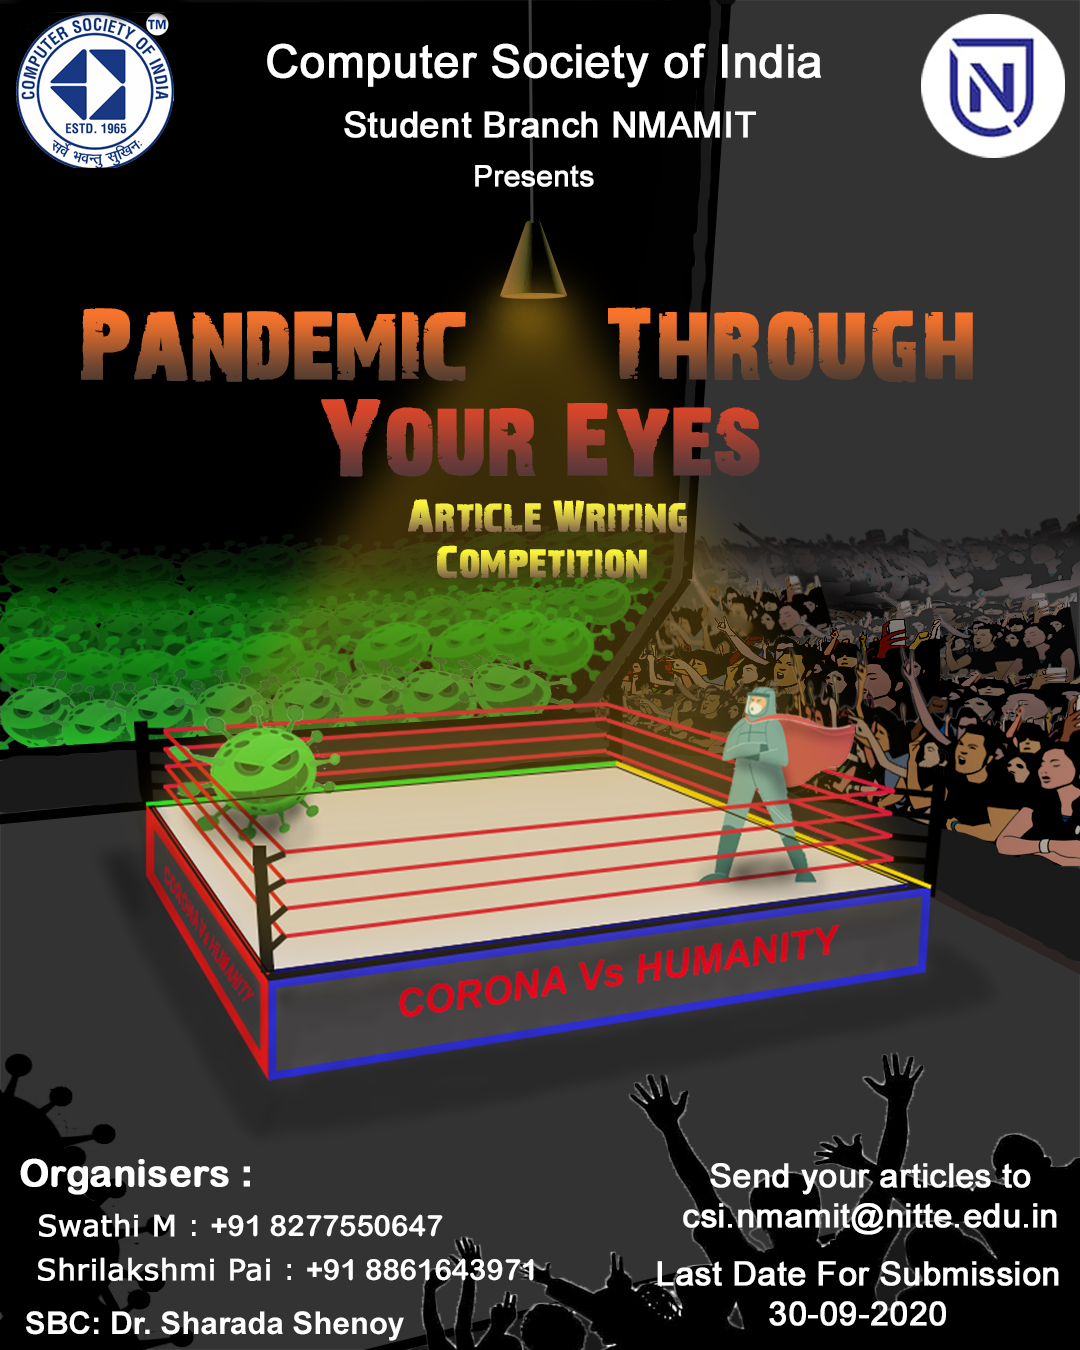 COMPUTER SOCIETY OF INDIA
TM
ESTD. 1965
सर्वे भवन्तु सुखिनः
N
Computer Society of India
Student Branch NMAMIT
Presents
PANDEMIC THROUGH
YOUR EYES
ARTICLE WRITING
COMPETITION
CORONA Vs HUMANITY
CORONA Vs HUMANITY
Organisers :
Swathi M : +91 8277550647
Shrilakshmi Pai : +91 8861643971
SBC: Dr. Sharada Shenoy
Send your articles to
csi.nmamit@nitte.edu.in
Last Date For Submission
30-09-2020